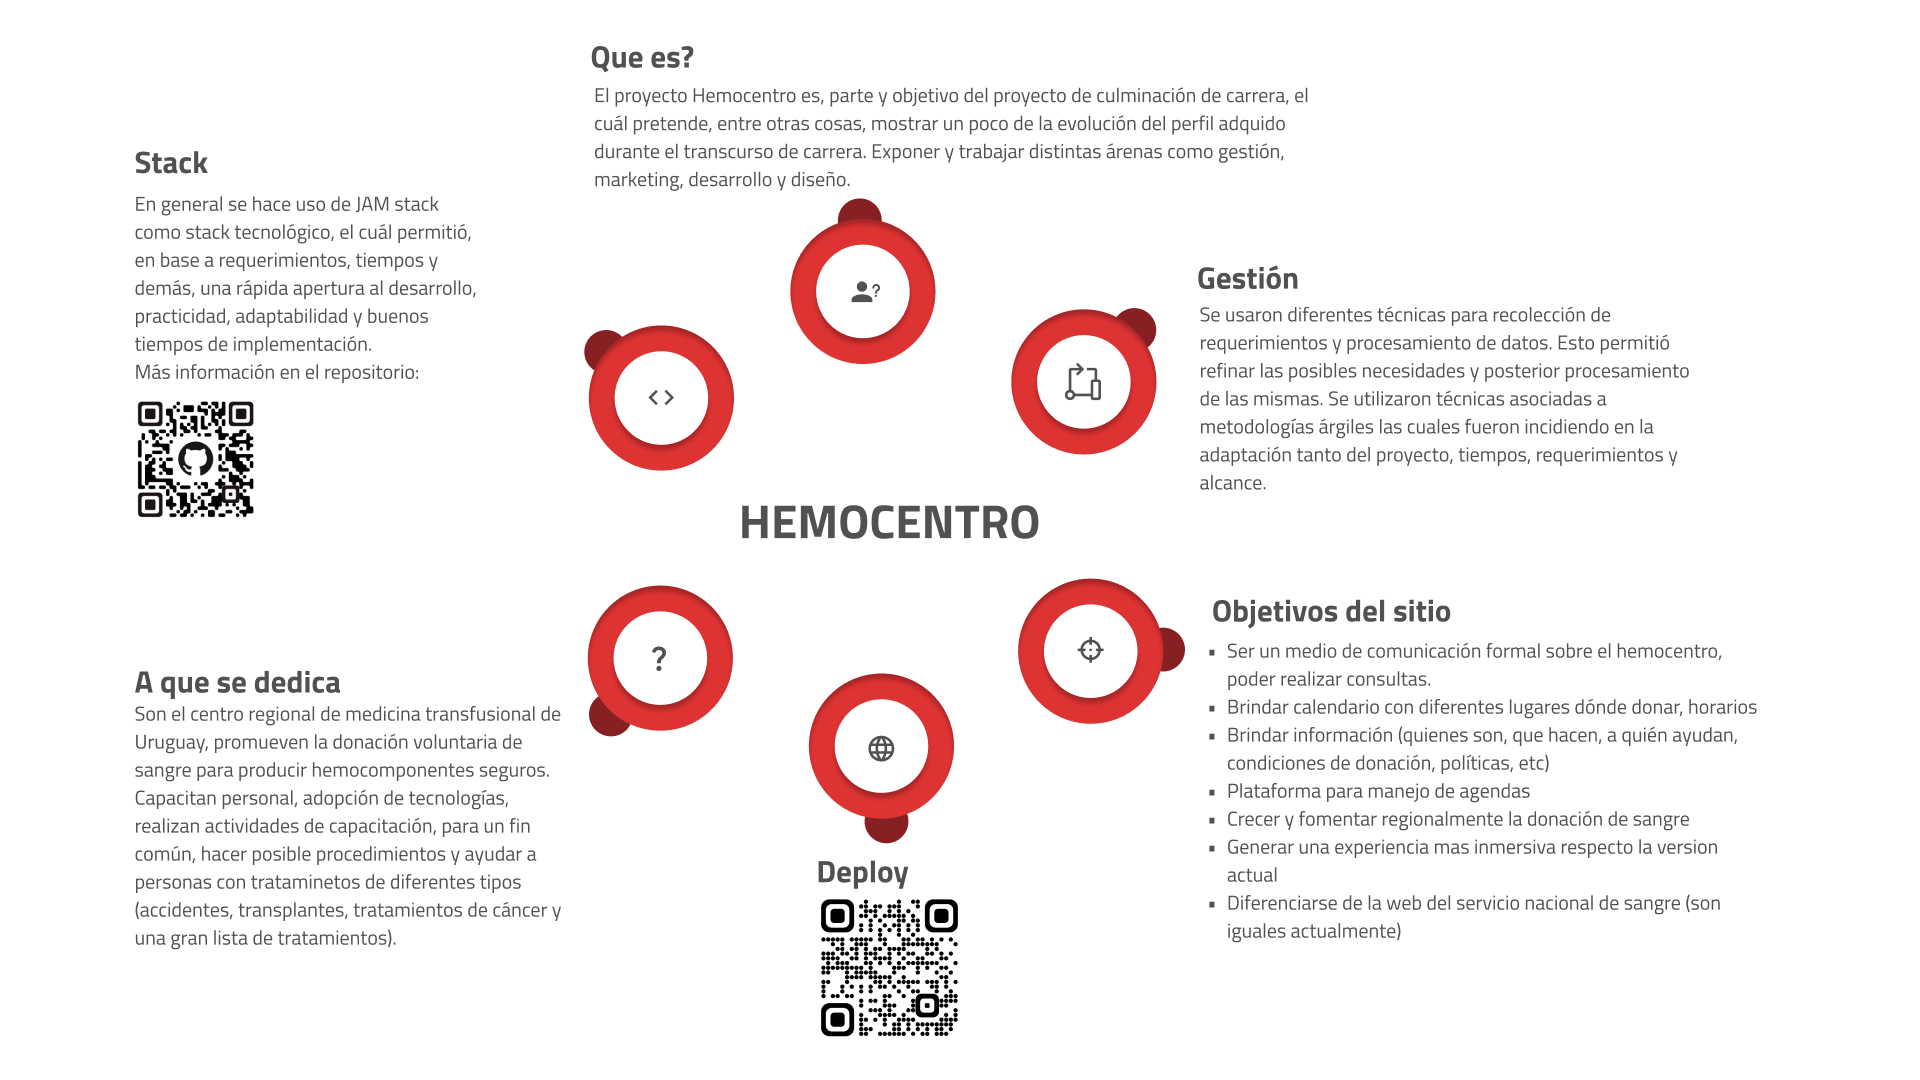 Que es?
El proyecto Hemocentro es, parte y objetivo del proyecto de culminación de carrera, el
cuál pretende, entre otras cosas, mostrar un poco de la evolución del perfil adquido
durante el transcurso de carrera. Exponer y trabajar distintas árenas como gestión,
marketing, desarrollo y diseño.
Stack
En general se hace uso de JAM stack
como stack tecnológico, el cuál permitió,
en base a requerimientos, tiempos y
demás, una rápida apertura al desarrollo,
practicidad, adaptabilidad y buenos
tiempos de implementación.
Más información en el repositorio:
Gestión
Se usaron diferentes técnicas para recolección de
requerimientos y procesamiento de datos. Esto permitió
refinar las posibles necesidades y posterior procesamiento
de las mismas. Se utilizaron técnicas asociadas a
metodologías árgiles las cuales fueron incidiendo en la
adaptación tanto del proyecto, tiempos, requerimientos y
alcance.
HEMOCENTRO
A que se dedica
Son el centro regional de medicina transfusional de
Uruguay, promueven la donación voluntaria de
sangre para producir hemocomponentes seguros.
Capacitan personal, adopción de tecnologías,
realizan actividades de capacitación, para un fin
común, hacer posible procedimientos y ayudar a
personas con trataminetos de diferentes tipos
(accidentes, transplantes, tratamientos de cáncer y
una gran lista de tratamientos).
Objetivos del sitio
▪ Ser un medio de comunicación formal sobre el hemocentro,
poder realizar consultas.
▪ Brindar calendario con diferentes lugares dónde donar, horarios
▪ Brindar información (quienes son, que hacen, a quién ayudan,
condiciones de donación, políticas, etc)
▪ Plataforma para manejo de agendas
▪ Crecer y fomentar regionalmente la donación de sangre
▪ Generar una experiencia mas inmersiva respecto la version
actual
▪ Diferenciarse de la web del servicio nacional de sangre (son
iguales actualmente)
Deploy